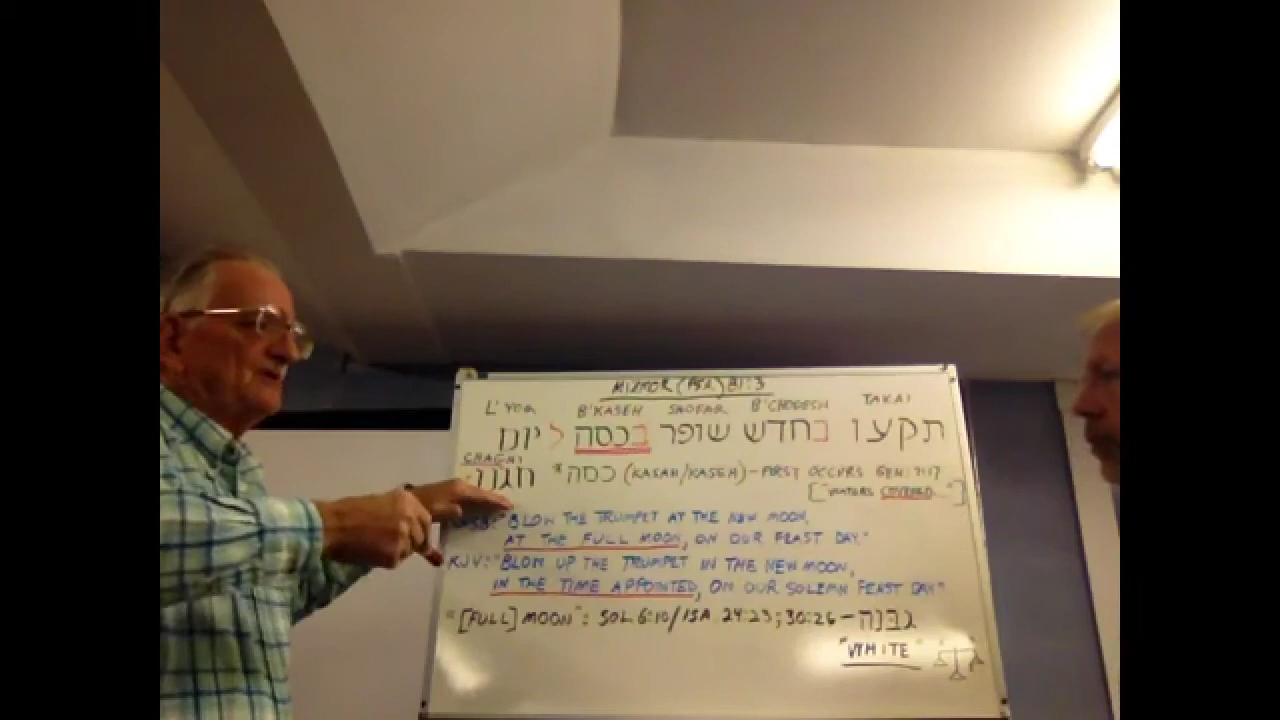 MIZMOR (PSA) 81:3
L'YOM B'KASEH SHOFAR B'CHODESH TAKAI
תקעו בחדש שופר בכסה ליום
CHAGNI
חגנו *כסה (KASAH/KASEH) - FIRST OCCURS GEN. 7:17
["WATERS COVERED..."]
"BLOW THE TRUMPET AT THE NEW MOON,
AT THE FULL MOON, ON OUR FEAST DAY."
KJV: "BLOW UP THE TRUMPET IN THE NEW MOON,
IN THE TIME APPOINTED, ON OUR SOLEMN FEAST DAY"
"[FULL] MOON": SOL 6:10/ISA 24:23; 30:26 - גבנה
"WHITE"